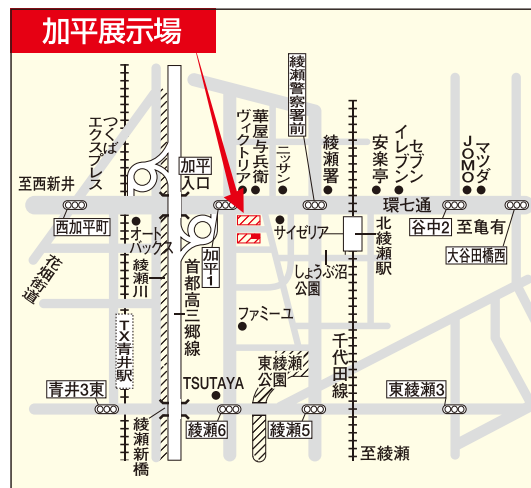 加平展示場
つくば
エクスプレス
至西新井
西加平町
花畑街道
オート
バックス
綾瀬川
TX青井駅
青井3東
綾瀬新橋
加平
入口
首都高三郷線
加平1
ヴィクトリア
華屋与兵衛
ニッサン
綾瀬警察署前
綾瀬署
安楽亭
セブン
イレブン
JOMO
マツダ
環七通
谷中2
至亀有
大谷田橋西
サイゼリア
北綾瀬駅
しょうぶ沼
公園
ファミーユ
東綾瀬
公園
TSUTAYA
綾瀬6
綾瀬5
千代田線
東綾瀬3
至綾瀬